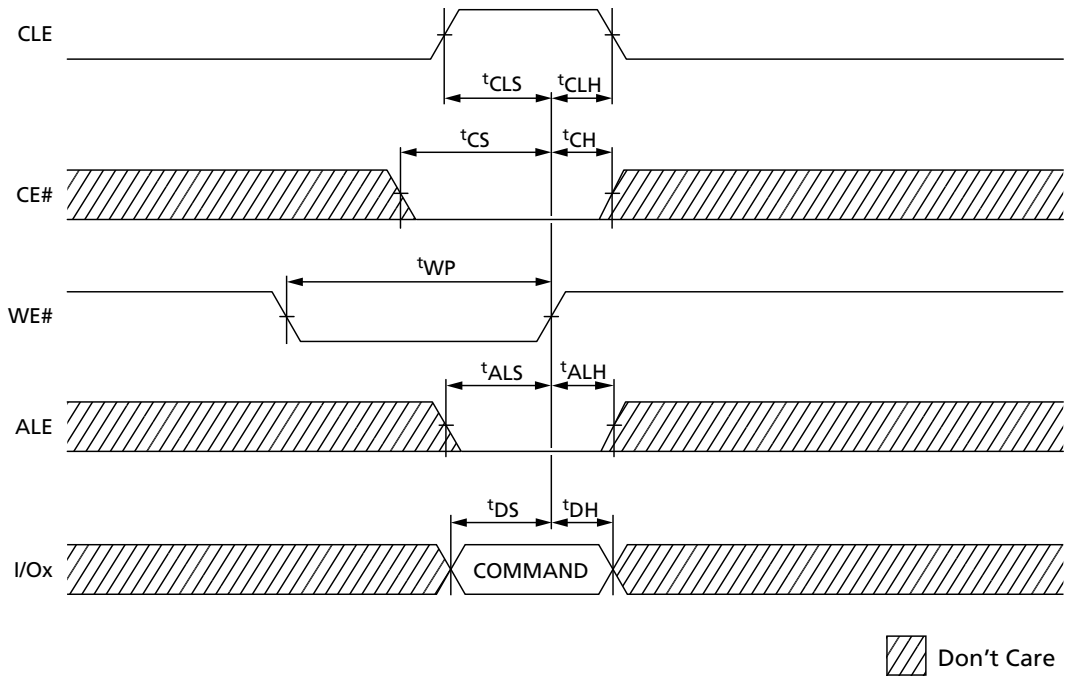 CLE
tCLS
tCLH
tCS
tCH
CE#
tWP
WE#
tALS
tALH
ALE
tDS
tDH
I/Ox
COMMAND
Don't Care